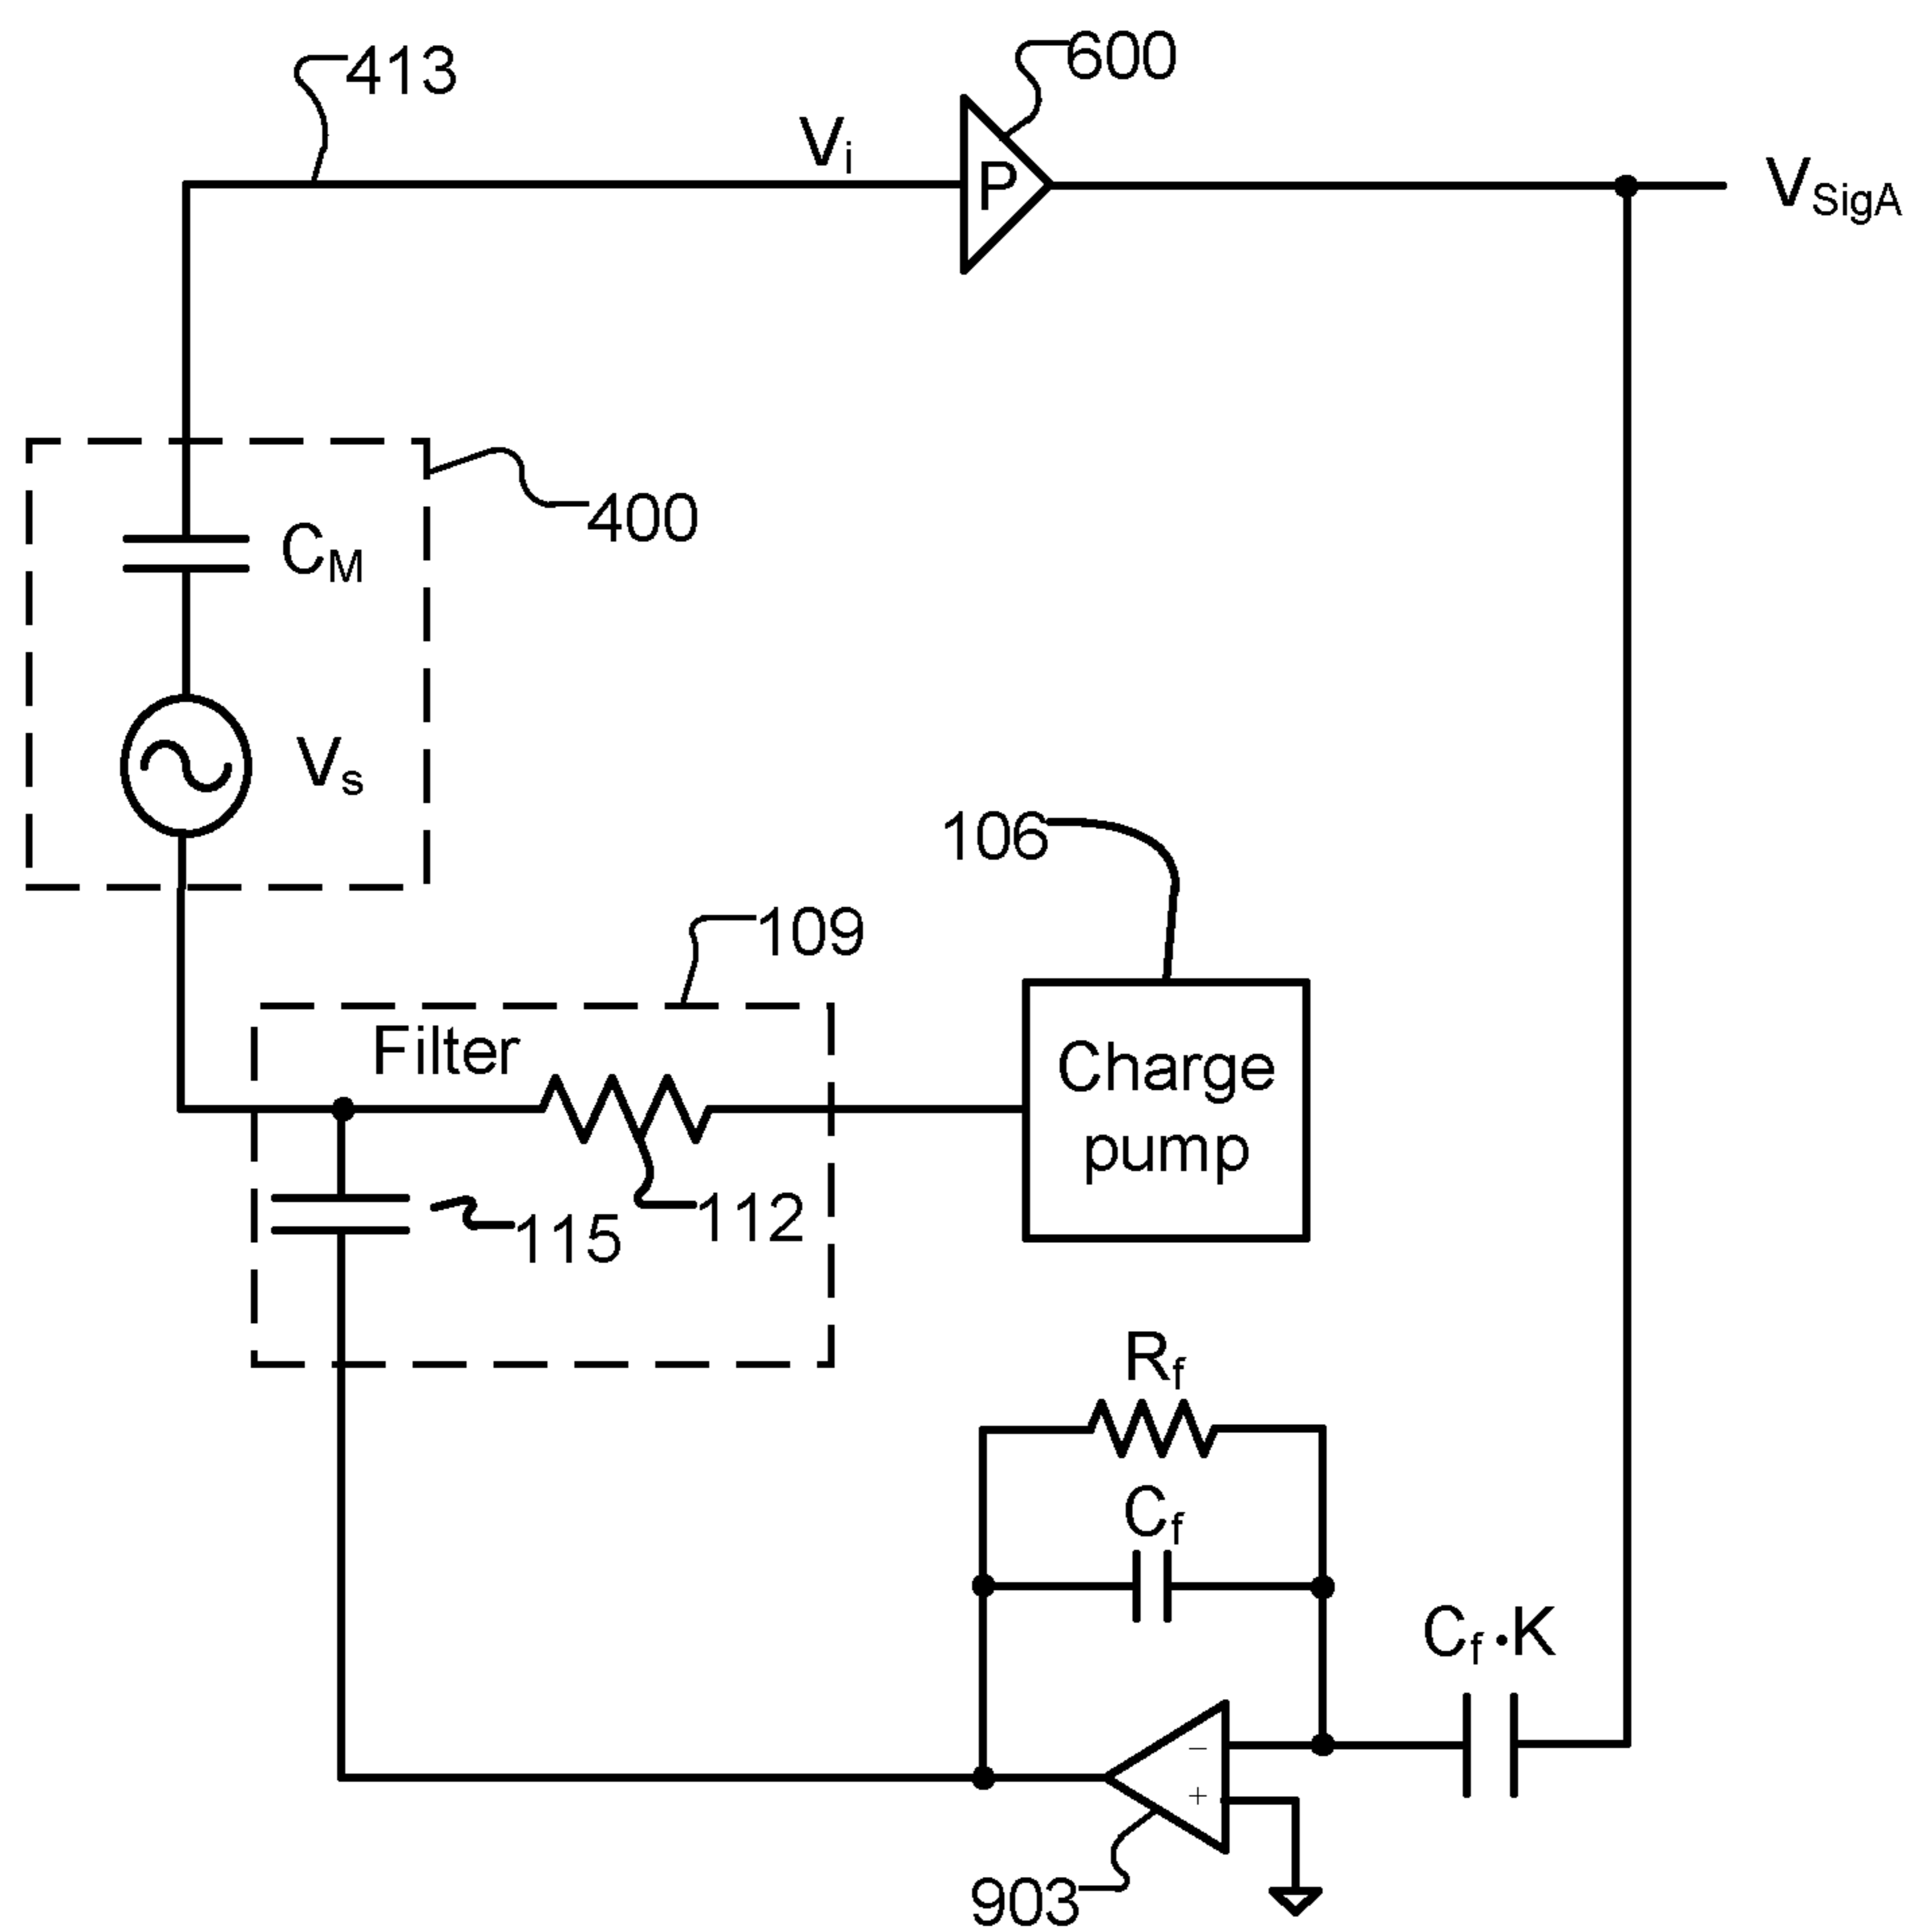 413
600
Vi
P
VSigA
400
CM
Vs
106
109
Filter
Charge
pump
112
115
Rf
Cf
Cf·K
−
+
903